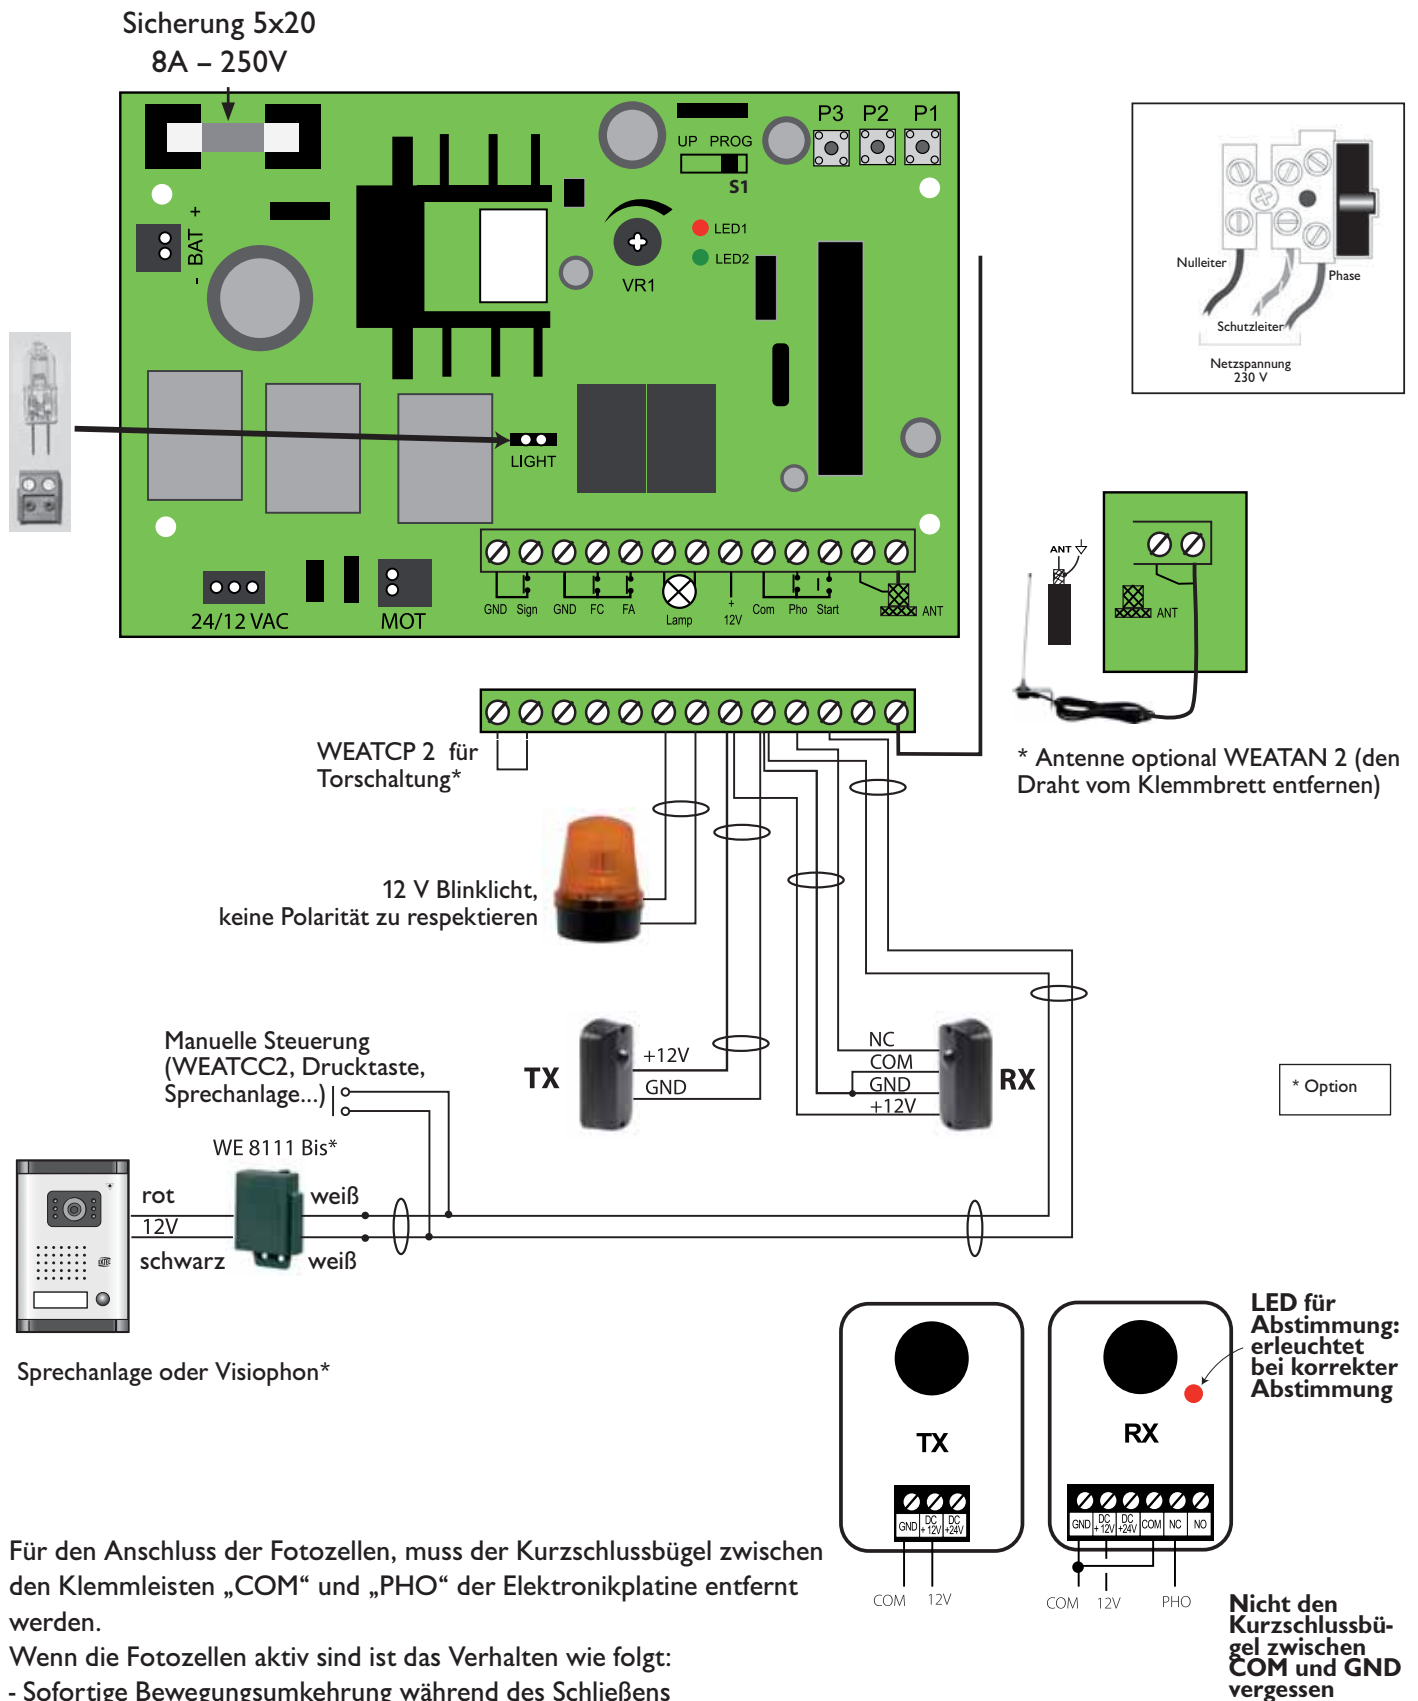 Sicherung 5x20
8A – 250V
P3 P2 P1
UP PROG
S1
LED1
LED2
VR1
- BAT +
LIGHT
24/12 VAC
MOT
GND Sign GND FC FA Lamp + 12V Com Pho Start ANT
Nulleiter
Phase
Schutzleiter
Netzspannung
230 V
ANT
ANT
* Antenne optional WEATAN 2 (den
Draht vom Klemmbrett entfernen)
WEATCP 2 für
Torschaltung*
12 V Blinklicht,
keine Polarität zu respektieren
Manuelle Steuerung
(WEATCC2, Drucktaste,
Sprechanlage...)
TX
+12V
GND
NC
COM
GND
+12V
RX
* Option
WE 8111 Bis*
rot
12V
schwarz
weiß
weiß
Sprechanlage oder Visiophon*
LED für
Abstimmung:
erleuchtet
bei korrekter
Abstimmung
TX
GND DC + 12V DC +24V
COM 12V
RX
GND DC + 12V DC +24V COM NC NO
COM 12V PHO
Nicht den
Kurzschlussbü-
gel zwischen
COM und GND
vergessen
Für den Anschluss der Fotozellen, muss der Kurzschlussbügel zwischen
den Klemmleisten „COM“ und „PHO“ der Elektronikplatine entfernt
werden.
Wenn die Fotozellen aktiv sind ist das Verhalten wie folgt:
- Sofortige Bewegungsumkehrung während des Schließens